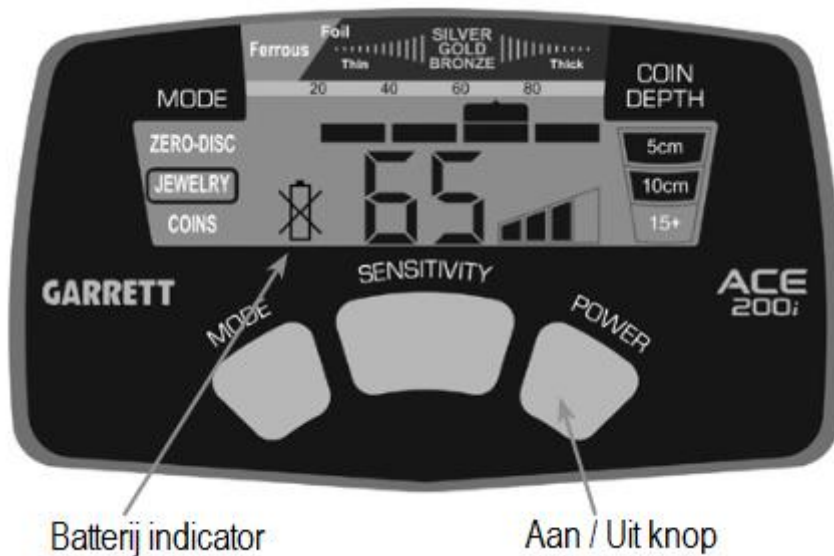 Ferrous
Foil
Thin
SILVER
GOLD
BRONZE
Thick
MODE
20 40 60 80
COIN
DEPTH
ZERO-DISC
JEWELRY
COINS
65
5cm
10cm
15+
GARRETT
SENSITIVITY
MODE
POWER
ACE
200i
Batterij indicator
Aan / Uit knop